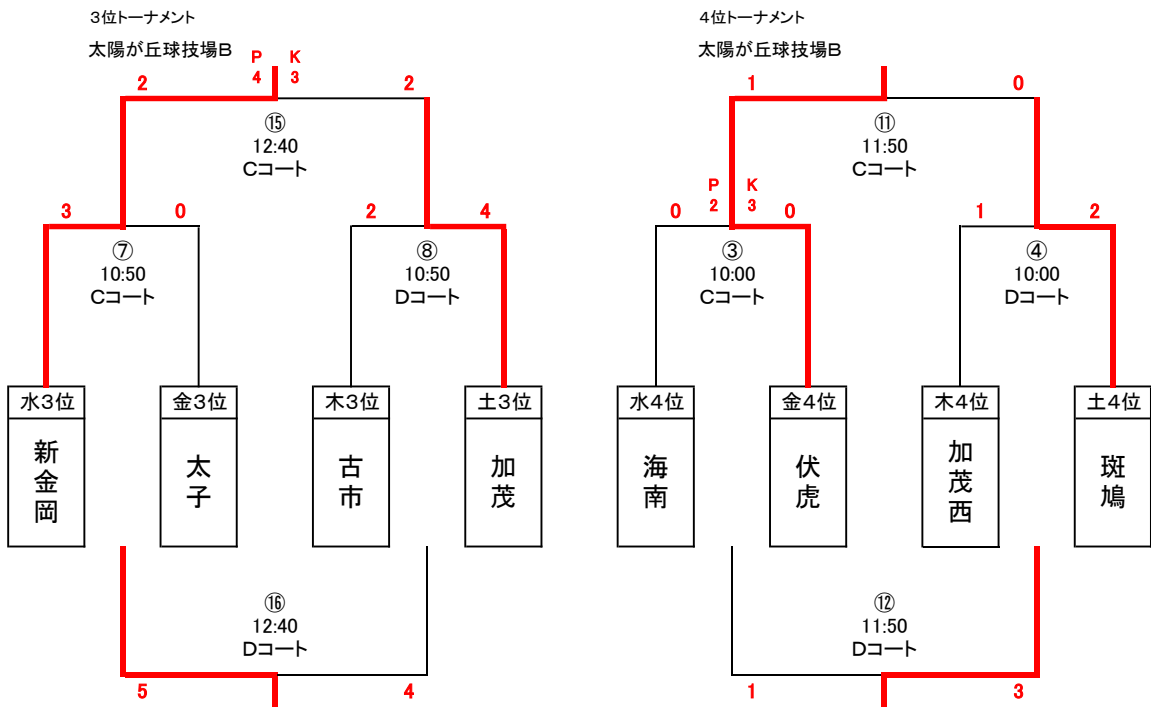 3位トーナメント
太陽が丘球技場B
2
P K
4 3
2
⑮
12:40
Cコート
3
0
⑦
10:50
Cコート
2
4
⑧
10:50
Dコート
水3位
新金岡
金3位
太子
木3位
古市
土3位
加茂
⑯
12:40
Dコート
5
4
4位トーナメント
太陽が丘球技場B
1
0
⑪
11:50
Cコート
0
P K
2 3
0
③
10:00
Cコート
1
2
④
10:00
Dコート
水4位
海南
金4位
伏虎
木4位
加茂西
土4位
斑鳩
⑫
11:50
Dコート
1
3